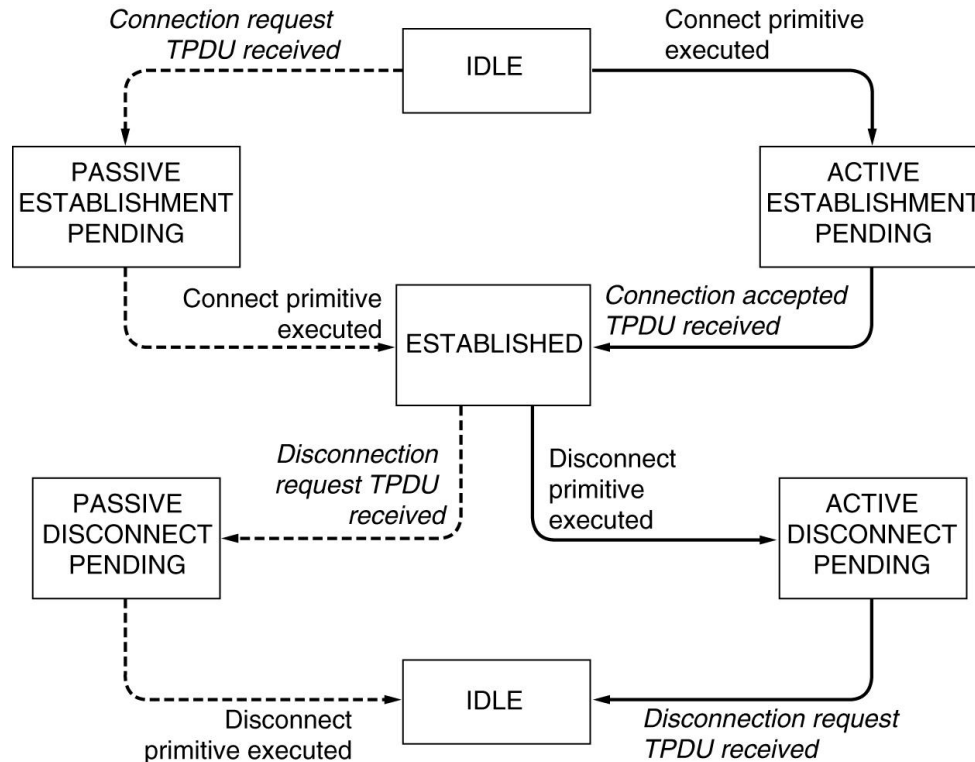 Connection request
TPDU received
IDLE
Connect primitive
executed
PASSIVE
ESTABLISHMENT
PENDING
ACTIVE
ESTABLISHMENT
PENDING
Connect primitive
executed
ESTABLISHED
Connection accepted
TPDU received
Disconnection
request TPDU
received
Disconnect
primitive
executed
PASSIVE
DISCONNECT
PENDING
ACTIVE
DISCONNECT
PENDING
Disconnect
primitive executed
IDLE
Disconnection request
TPDU received